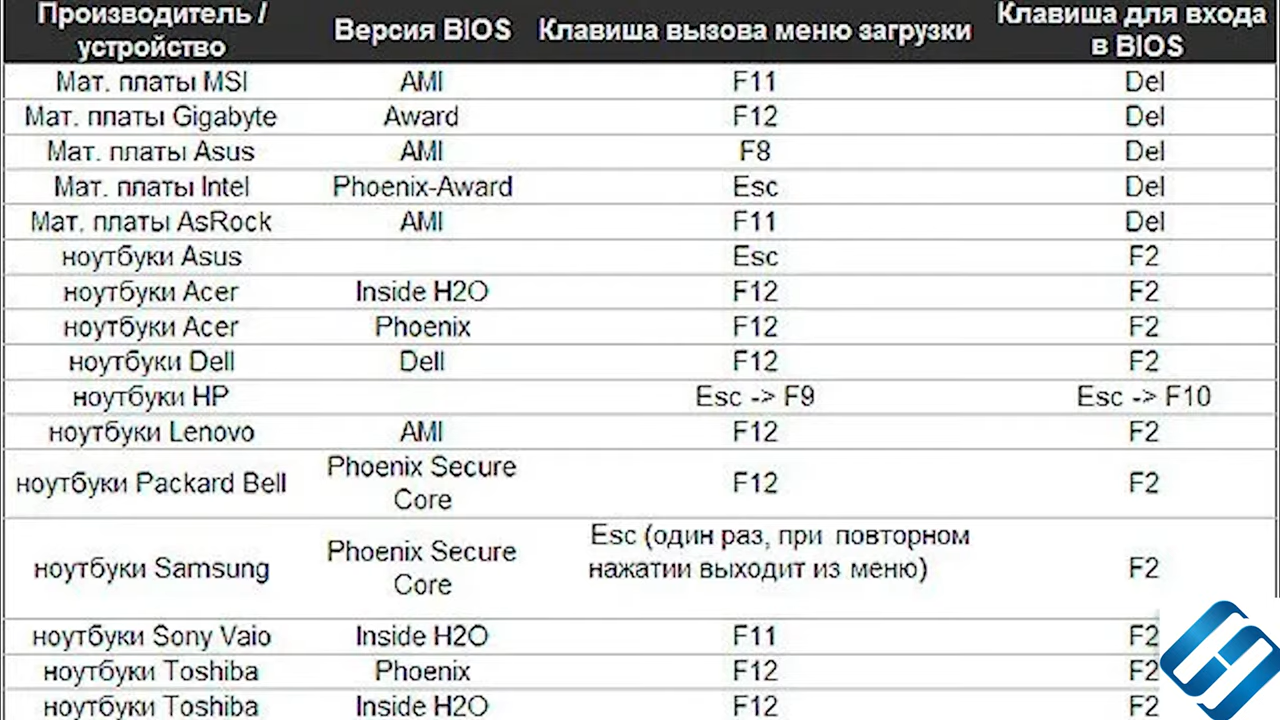 Производитель / устройство Версия BIOS Клавиша вызова меню загрузки Клавиша для входа в BIOS
Мат. платы MSI AMI F11 Del
Мат. платы Gigabyte Award F12 Del
Мат. платы Asus AMI F8 Del
Мат. платы Intel Phoenix-Award Esc Del
Мат. платы AsRock AMI F11 Del
ноутбуки Asus Esc F2
ноутбуки Acer Inside H2O F12 F2
ноутбуки Acer Phoenix F12 F2
ноутбуки Dell Dell F12 F2
ноутбуки HP Esc -> F9 Esc -> F10
ноутбуки Lenovo AMI F12 F2
ноутбуки Packard Bell Phoenix Secure Core F12 F2
ноутбуки Samsung Phoenix Secure Core Esc (один раз, при повторном нажатии выходит из меню) F2
ноутбуки Sony Vaio Inside H2O F11 F2
ноутбуки Toshiba Phoenix F12 F2
ноутбуки Toshiba Inside H2O F12 F2